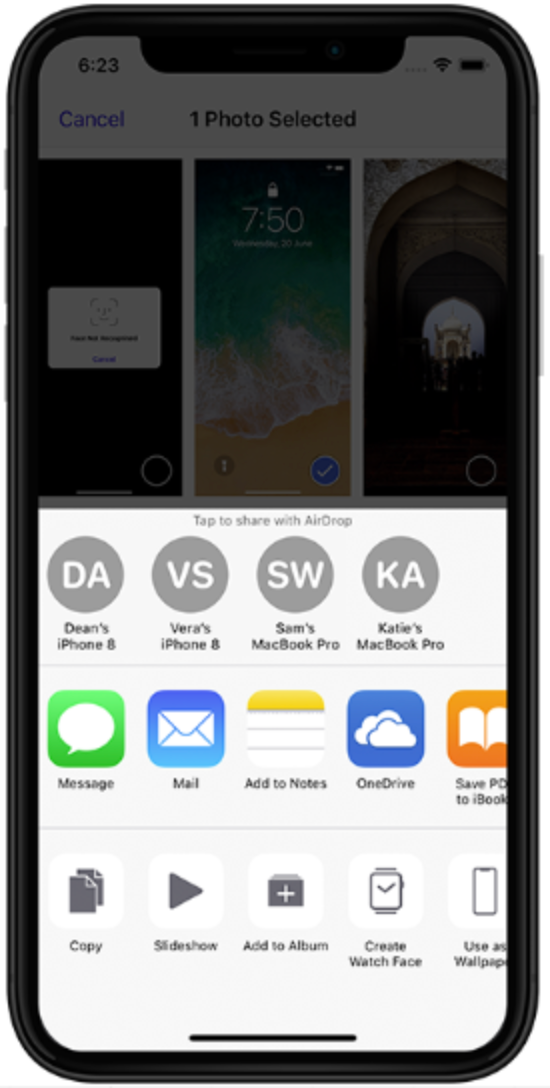 6:23
Cancel 1 Photo Selected
7:50
Wednesday, 20 June
Face Not Recognised
Cancel
Tap to share with AirDrop
DA VS SW KA
Dean's Vera's Sam's Katie's
iPhone 8 iPhone 8 MacBook Pro MacBook Pro
Message Mail Add to Notes OneDrive Save PD
to iBook
Copy Slideshow Add to Album Create Use as
Watch Face Wallpape